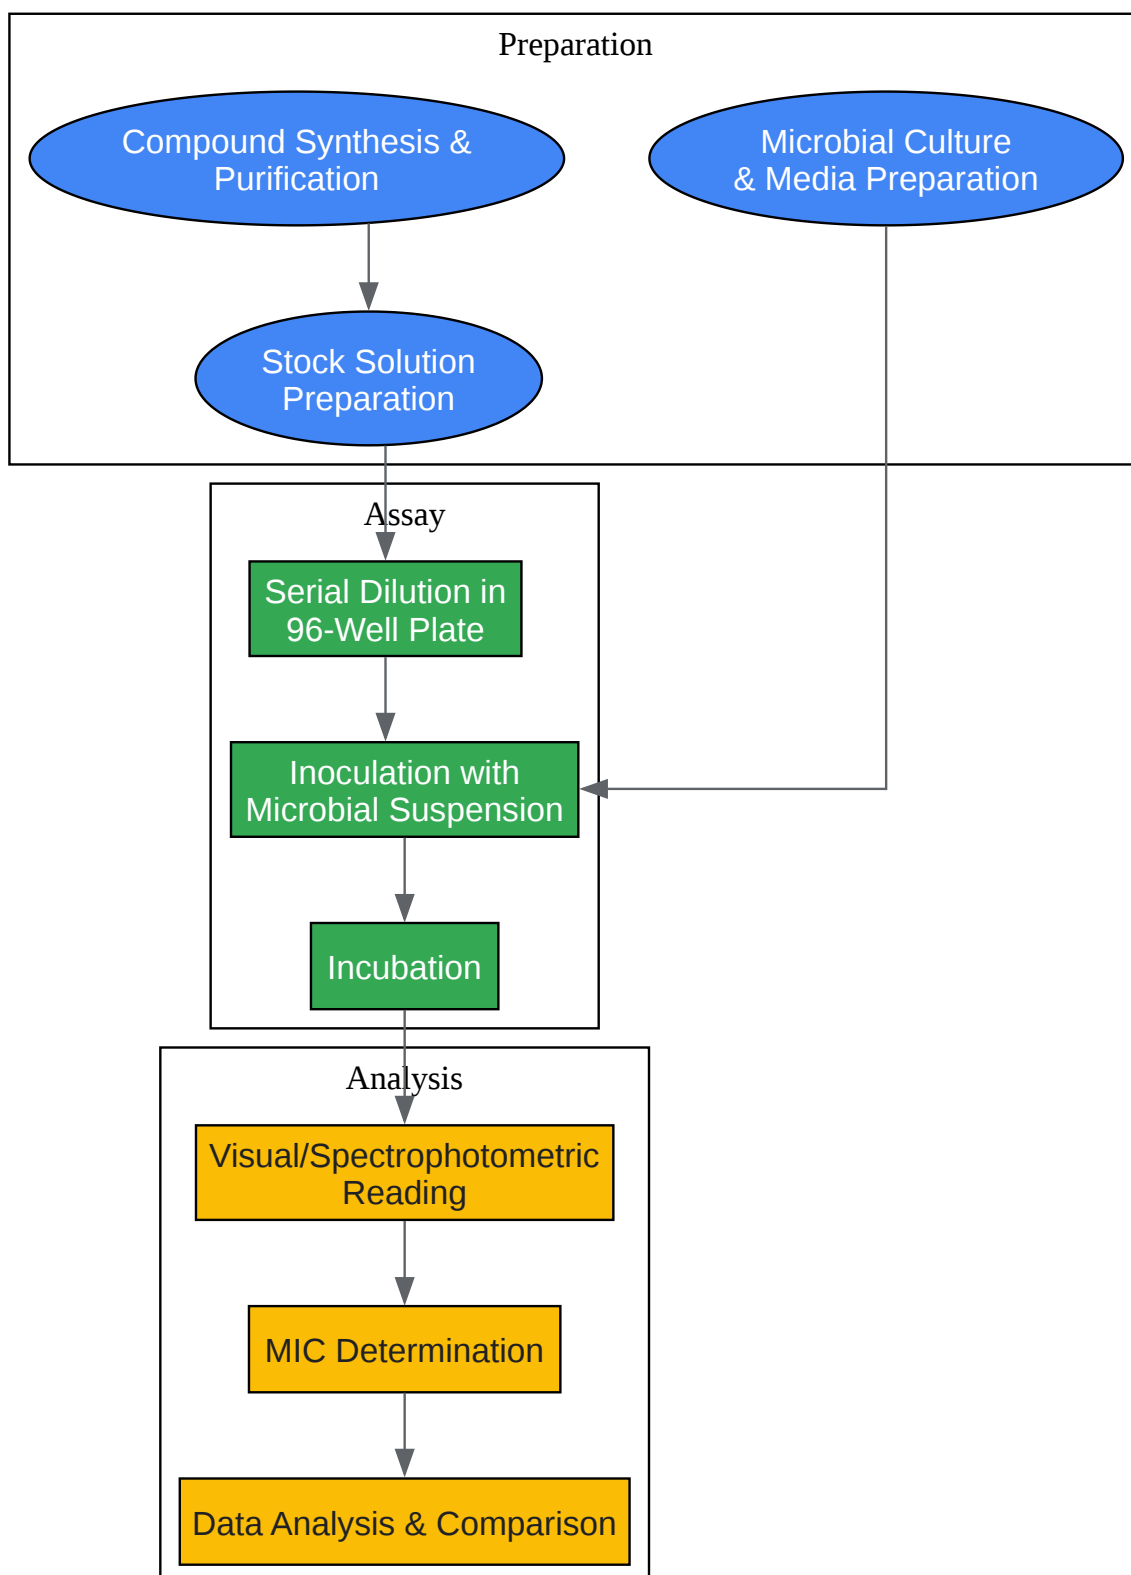 Preparation
Compound Synthesis &
Purification
Microbial Culture
& Media Preparation
Stock Solution
Preparation
Assay
Serial Dilution in
96-Well Plate
Inoculation with
Microbial Suspension
Incubation
Analysis
Visual/Spectrophotometric
Reading
MIC Determination
Data Analysis & Comparison